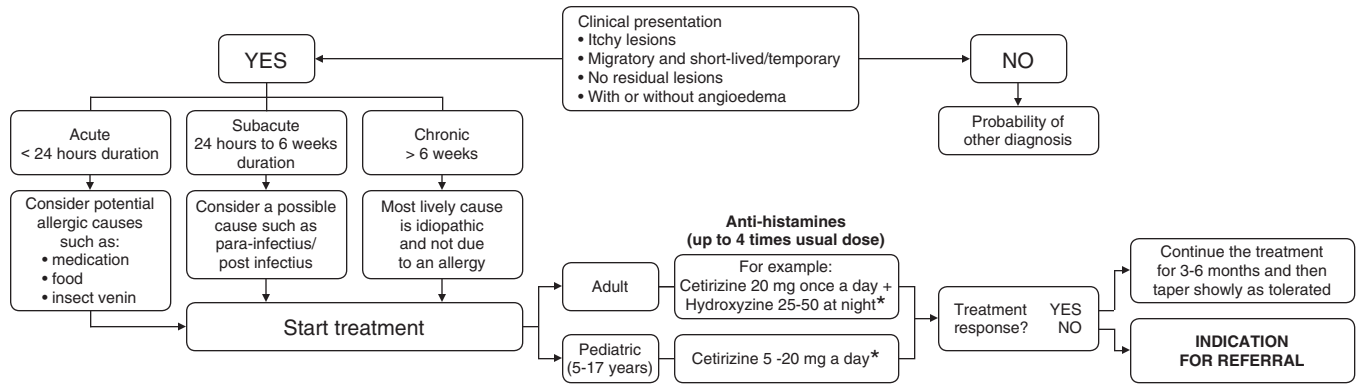 Clinical presentation
• Itchy lesions
• Migratory and short-lived/temporary
• No residual lesions
• With or without angioedema
YES
NO
Probability of
other diagnosis
Acute
< 24 hours duration
Subacute
24 hours to 6 weeks
duration
Chronic
> 6 weeks
Consider potential
allergic causes
such as:
• medication
• food
• insect venin
Consider a possible
cause such as
para-infectius/
post infectius
Most lively cause
is idiopathic
and not due
to an allergy
Start treatment
Anti-histamines
(up to 4 times usual dose)
Adult
For example:
Cetirizine 20 mg once a day +
Hydroxyzine 25-50 at night*
Pediatric
(5-17 years)
Cetirizine 5 -20 mg a day*
Treatment YES
response? NO
Continue the treatment
for 3-6 months and then
taper showly as tolerated
INDICATION
FOR REFERRAL